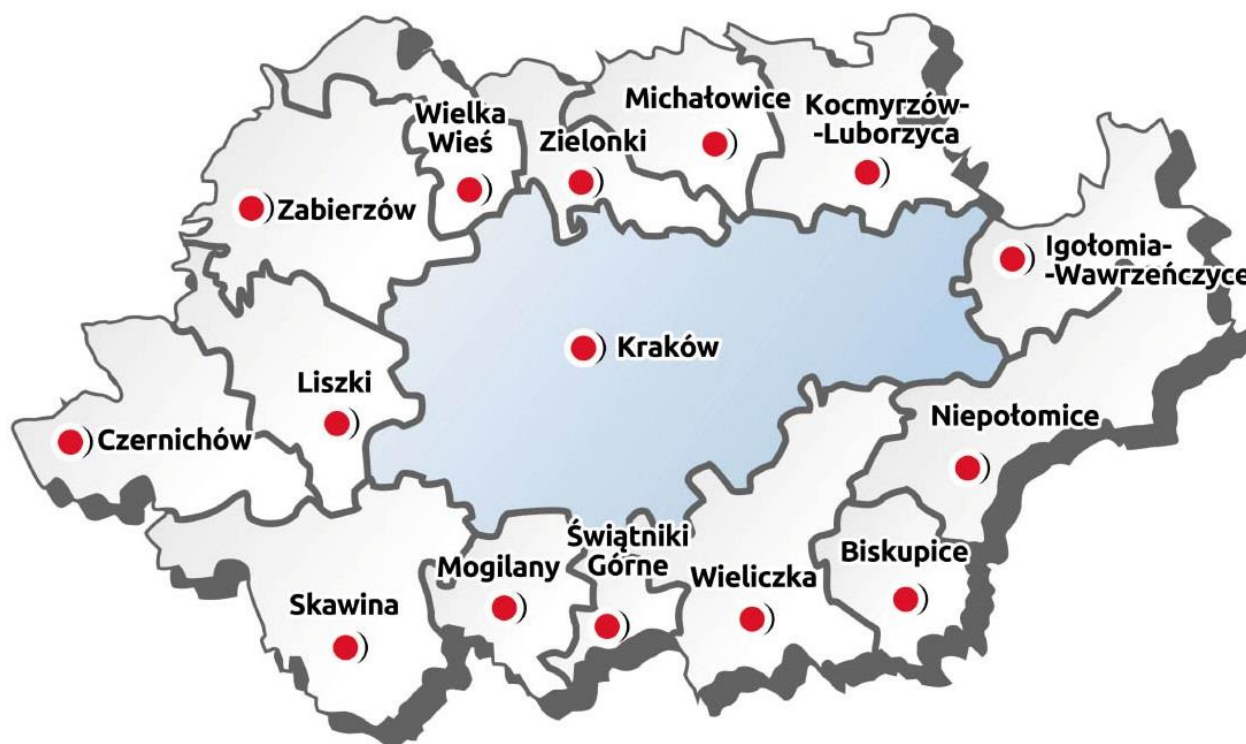 Michałowice
Kocmyrzów-
-Luborzyca
Wielka
Wieś
Zielonki
Zabierzów
Igołomia-
-Wawrzeńczyce
Kraków
Liszki
Niepołomice
Czernichów
Świątniki
Górne
Biskupice
Mogilany
Wieliczka
Skawina